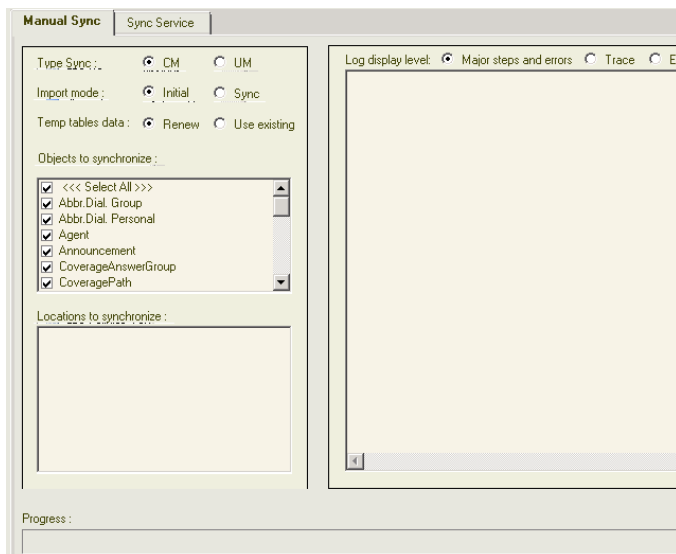 Manual Sync
Sync Service
Type Sync : CM UM
Import mode : Initial Sync
Temp tables data : Renew Use existing
Objects to synchronize :
<<< Select All >>>
Abbr.Dial. Group
Abbr.Dial. Personal
Agent
Announcement
CoverageAnswerGroup
CoveragePath
Locations to synchronize :
Log display level: Major steps and errors Trace E
Progress :